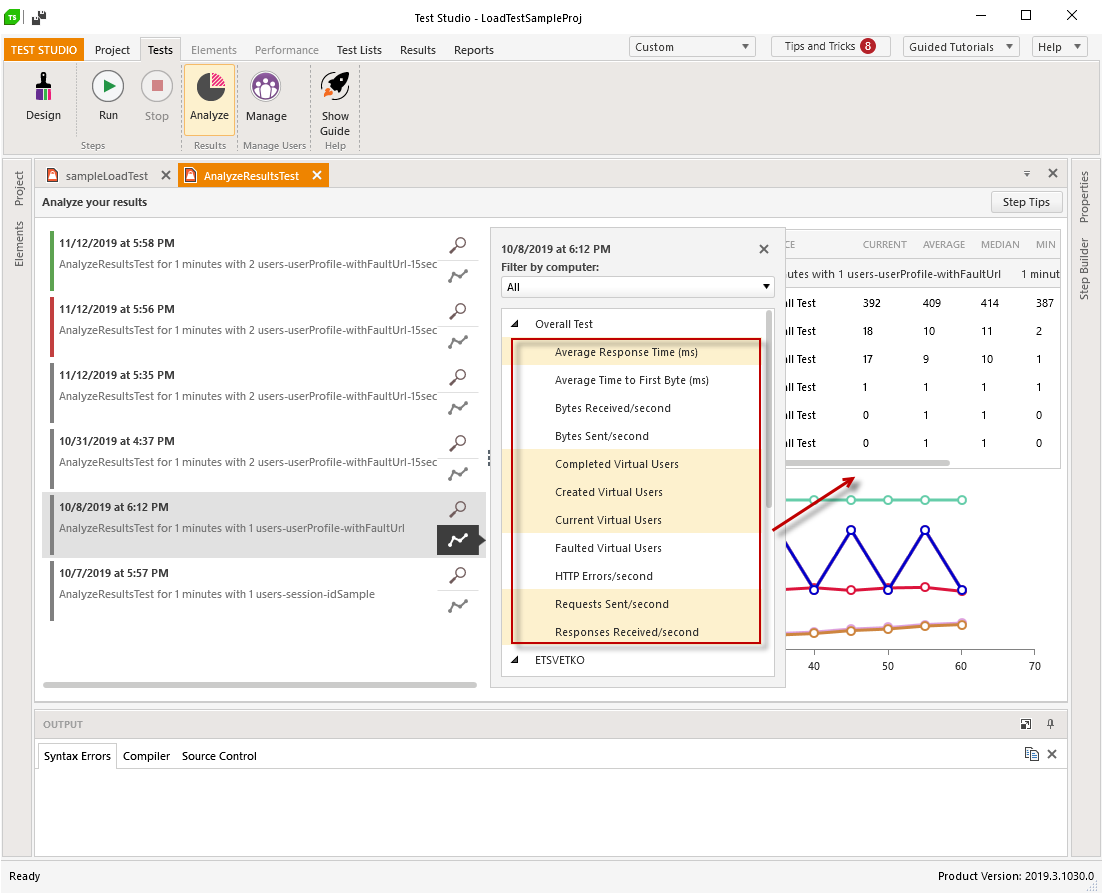 TS
Test Studio - LoadTestSampleProj
TEST STUDIO Project Tests Elements Performance Test Lists Results Reports
Custom Tips and Tricks 8 Guided Tutorials Help
Design Run Stop Analyze Manage Show Guide
Steps Results Manage Users Help
Project
Elements
sampleLoadTest
AnalyzeResultsTest
Analyze your results
Step Tips
11/12/2019 at 5:58 PM
AnalyzeResultsTest for 1 minutes with 2 users-userProfile-withFaultUrl-15sec
11/12/2019 at 5:56 PM
AnalyzeResultsTest for 1 minutes with 2 users-userProfile-withFaultUrl-15sec
11/12/2019 at 5:35 PM
AnalyzeResultsTest for 1 minutes with 2 users-userProfile-withFaultUrl-15sec
10/31/2019 at 4:37 PM
AnalyzeResultsTest for 1 minutes with 2 users-userProfile-withFaultUrl-15sec
10/8/2019 at 6:12 PM
AnalyzeResultsTest for 1 minutes with 1 users-userProfile-withFaultUrl
10/7/2019 at 5:57 PM
AnalyzeResultsTest for 1 minutes with 1 users-session-idSample
10/8/2019 at 6:12 PM
Filter by computer:
All
Overall Test
Average Response Time (ms)
Average Time to First Byte (ms)
Bytes Received/second
Bytes Sent/second
Completed Virtual Users
Created Virtual Users
Current Virtual Users
Faulted Virtual Users
HTTP Errors/second
Requests Sent/second
Responses Received/second
ETSVETKO
CE CURRENT AVERAGE MEDIAN MIN
utes with 1 users-userProfile-withFaultUrl 1 minut
ll Test 392 409 414 387
ll Test 18 10 11 2
ll Test 17 9 10 1
ll Test 1 1 1 1
ll Test 0 1 1 0
ll Test 0 1 1 0
40 50 60 70
Properties
Step Builder
OUTPUT
Syntax Errors Compiler Source Control
Ready
Product Version: 2019.3.1030.0